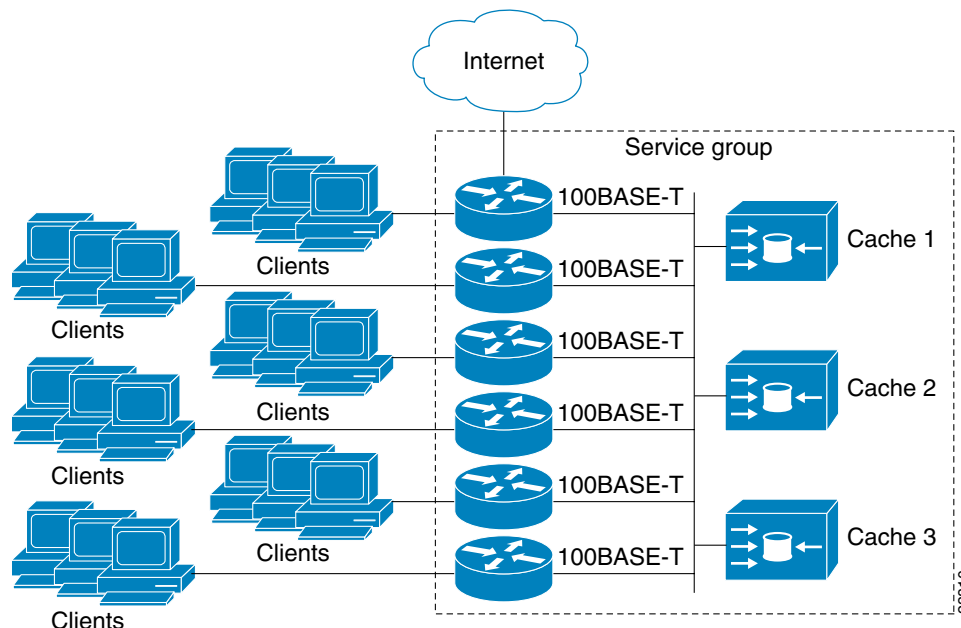 Internet
Service group
100BASE-T
Cache 1
Clients
100BASE-T
Clients
100BASE-T
Cache 2
Clients
100BASE-T
Clients
100BASE-T
Cache 3
Clients
100BASE-T
Clients